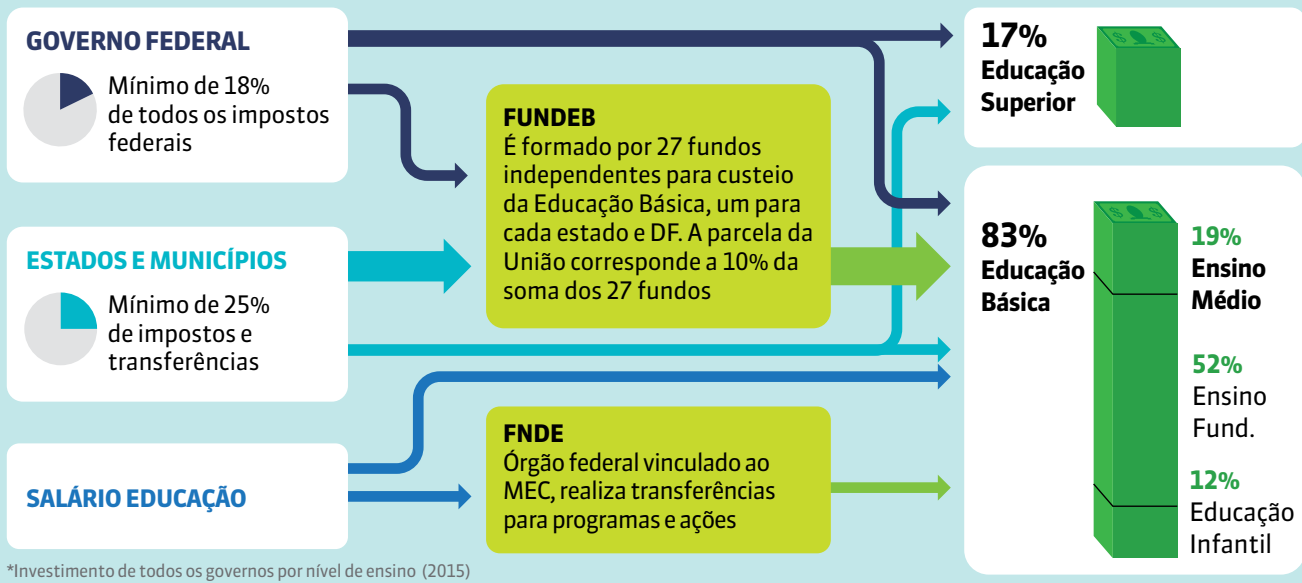 GOVERNO FEDERAL
Mínimo de 18%
de todos os impostos
federais
ESTADOS E MUNICÍPIOS
Mínimo de 25%
de impostos e
transferências
SALÁRIO EDUCAÇÃO
FUNDEB
É formado por 27 fundos
independentes para custeio
da Educação Básica, um para
cada estado e DF. A parcela da
União corresponde a 10% da
soma dos 27 fundos
FNDE
Órgão federal vinculado ao
MEC, realiza transferências
para programas e ações
17%
Educação
Superior
83%
Educação
Básica
19%
Ensino
Médio
52%
Ensino
Fund.
12%
Educação
Infantil
*Investimento de todos os governos por nível de ensino (2015)